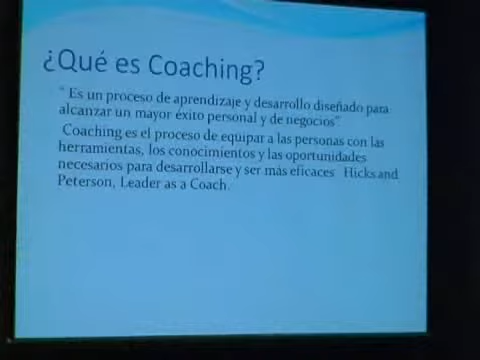 ¿Qué es Coaching?
“ Es un proceso de aprendizaje y desarrollo diseñado para
alcanzar un mayor éxito personal y de negocios”.
Coaching es el proceso de equipar a las personas con las
herramientas, los conocimientos y las oportunidades
necesarios para desarrollarse y ser más eficaces Hicks and
Peterson, Leader as a Coach.